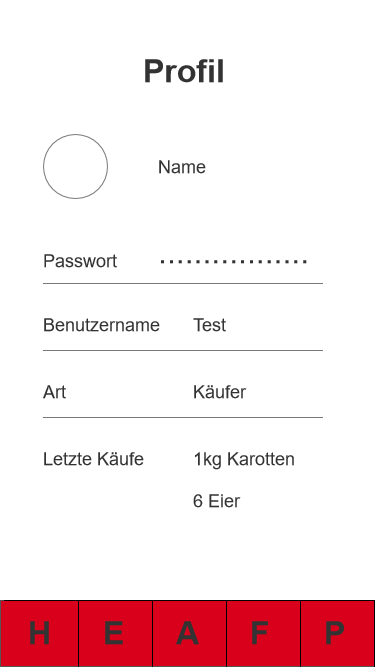 Profil
Name
Passwort .................
Benutzername Test
Art Käufer
Letzte Käufe 1kg Karotten
6 Eier
H E A F P